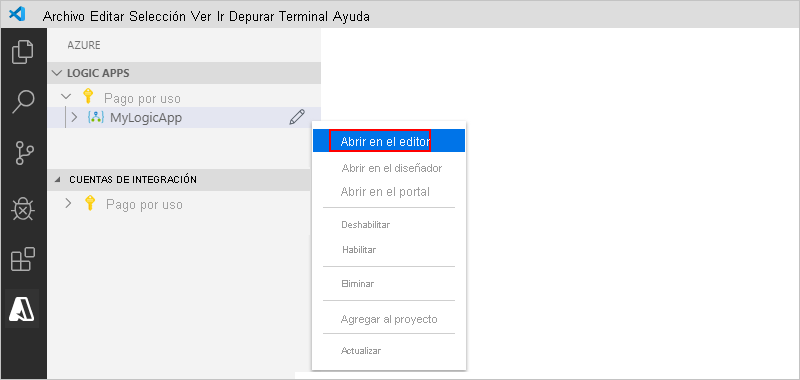 Archivo Editar Selección Ver Ir Depurar Terminal Ayuda
AZURE
LOGIC APPS
Pago por uso
MyLogicApp
Abrir en el editor
Abrir en el diseñador
Abrir en el portal
Deshabilitar
Habilitar
Eliminar
Agregar al proyecto
Actualizar
CUENTAS DE INTEGRACIÓN
Pago por uso